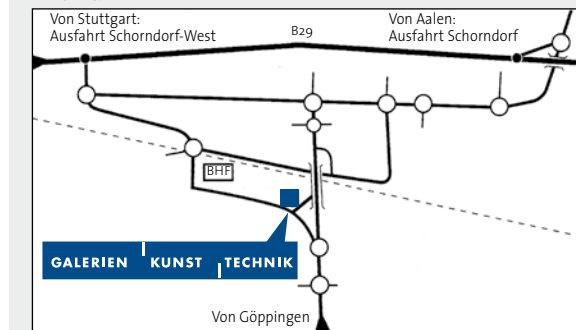 Von Stuttgart:
Ausfahrt Schorndorf-West
B29
Von Aalen:
Ausfahrt Schorndorf
BHF
GALERIEN KUNST TECHNIK
Von Göppingen